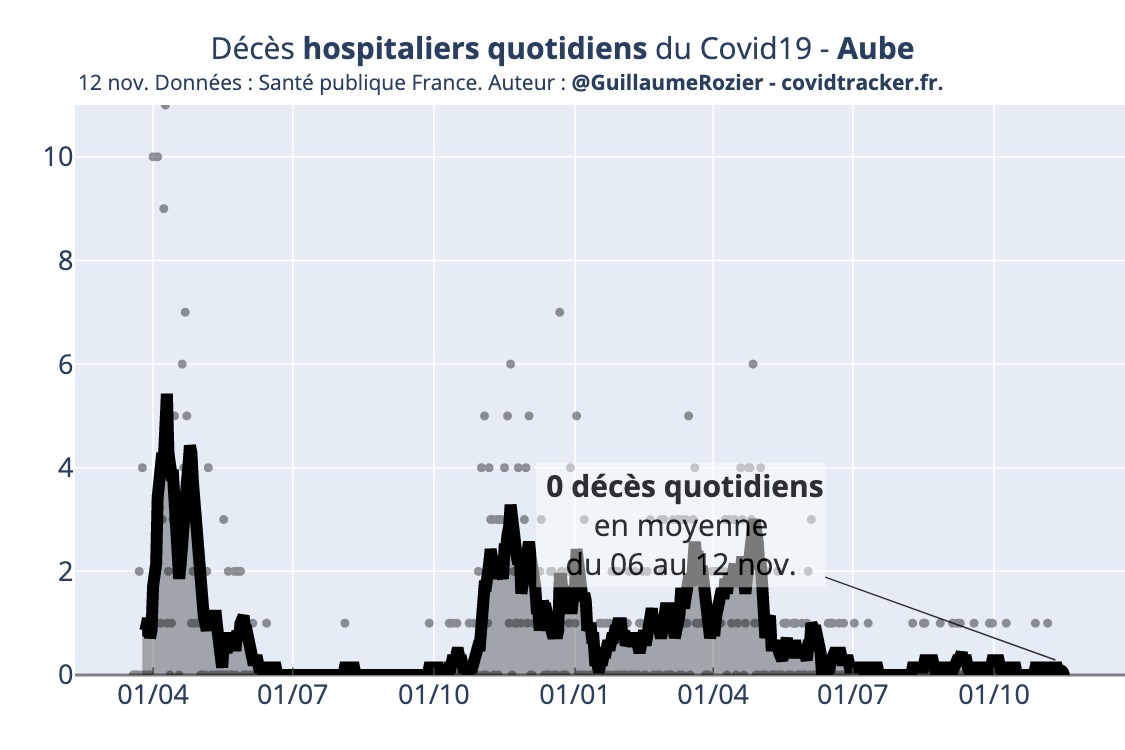 Décès hospitaliers quotidiens du Covid19 - Aube
12 nov. Données : Santé publique France. Auteur : @GuillaumeRozier - covidtracker.fr.
10
8
6
4
2
0
0 décès quotidiens
en moyenne
du 06 au 12 nov.
01/04 01/07 01/10 01/01 01/04 01/07 01/10